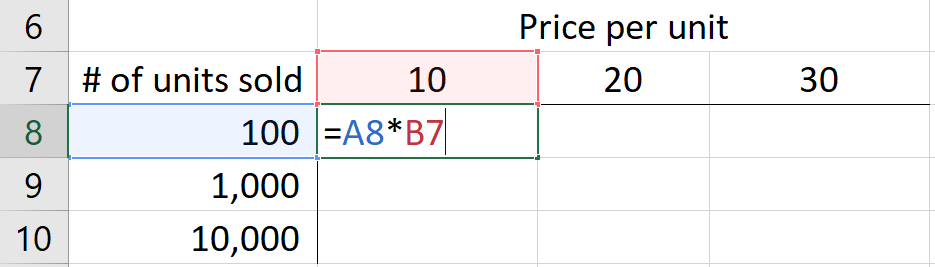 6 Price per unit
7 # of units sold 10 20 30
8 100 =A8*B7
9 1,000
10 10,000